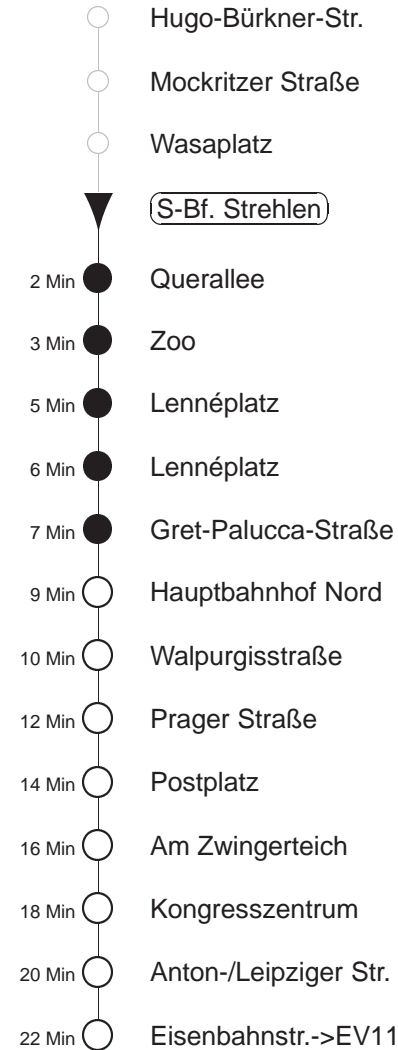 Hugo-Bürkner-Str.
Mockritzer Straße
Wasaplatz
S-Bf. Strehlen
2 Min Querallee
3 Min Zoo
5 Min Lennéplatz
6 Min Lennéplatz
7 Min Gret-Palucca-Straße
9 Min Hauptbahnhof Nord
10 Min Walpurgisstraße
12 Min Prager Straße
14 Min Postplatz
16 Min Am Zwingerteich
18 Min Kongresszentrum
20 Min Anton-/Leipziger Str.
22 Min Eisenbahnstr.->EV11